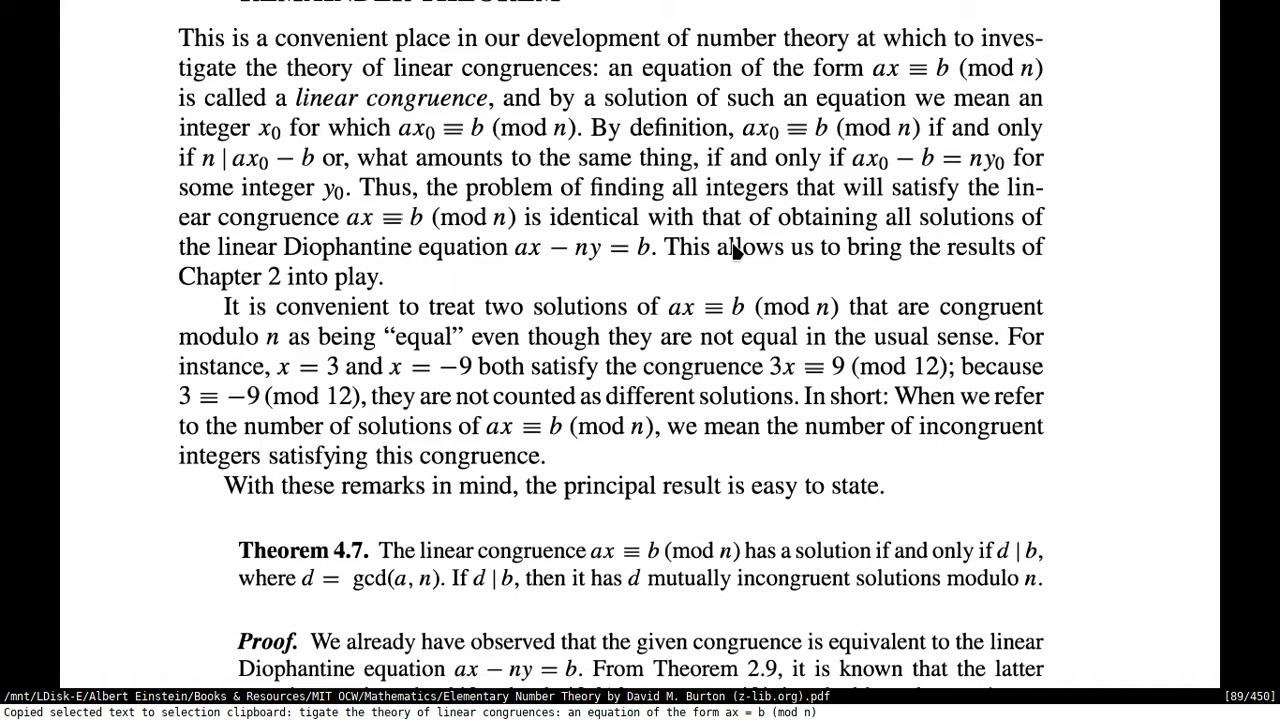 This is a convenient place in our development of number theory at which to inves-
tigate the theory of linear congruences: an equation of the form ax ≡ b (mod n)
is called a linear congruence, and by a solution of such an equation we mean an
integer x₀ for which ax₀ ≡ b (mod n). By definition, ax₀ ≡ b (mod n) if and only
if n | ax₀ − b or, what amounts to the same thing, if and only if ax₀ − b = ny₀ for
some integer y₀. Thus, the problem of finding all integers that will satisfy the lin-
ear congruence ax ≡ b (mod n) is identical with that of obtaining all solutions of
the linear Diophantine equation ax − ny = b. This allows us to bring the results of
Chapter 2 into play.
It is convenient to treat two solutions of ax ≡ b (mod n) that are congruent
modulo n as being “equal” even though they are not equal in the usual sense. For
instance, x = 3 and x = −9 both satisfy the congruence 3x ≡ 9 (mod 12); because
3 ≡ −9 (mod 12), they are not counted as different solutions. In short: When we refer
to the number of solutions of ax ≡ b (mod n), we mean the number of incongruent
integers satisfying this congruence.
With these remarks in mind, the principal result is easy to state.
Theorem 4.7. The linear congruence ax ≡ b (mod n) has a solution if and only if d | b,
where d = gcd(a, n). If d | b, then it has d mutually incongruent solutions modulo n.
Proof. We already have observed that the given congruence is equivalent to the linear
Diophantine equation ax − ny = b. From Theorem 2.9, it is known that the latter
/mnt/LDisk-E/Albert Einstein/Books & Resources/MIT OCW/Mathematics/Elementary Number Theory by David M. Burton (z-lib.org).pdf [89/450]
Copied selected text to selection clipboard: tigate the theory of linear congruences: an equation of the form ax = b (mod n)